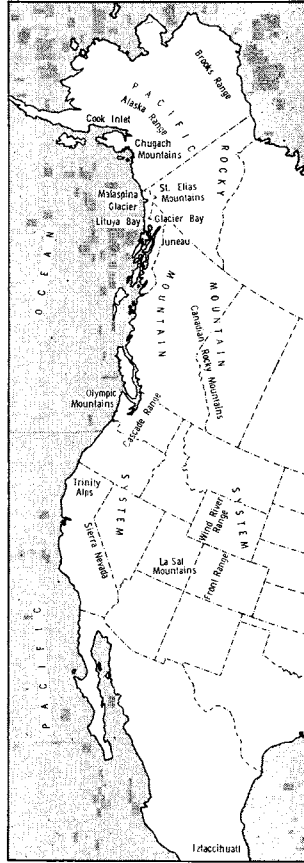 Brooks Range
PACIFIC
Alaska Range
Cook Inlet
Chugach
Mountains
ROCKY
St. Elias
Mountains
Malaspina
Glacier
Glacier Bay
Lituya Bay
Juneau
OCEAN
MOUNTAIN
MOUNTAIN
Canadian Rocky Mountains
Olympic
Mountains
Cascade Range
Trinity
Alps
SYSTEM
SYSTEM
Sierra Nevada
Wind River
Range
La Sal
Mountains
Front Range
PACIFIC
Iztaccihuatl